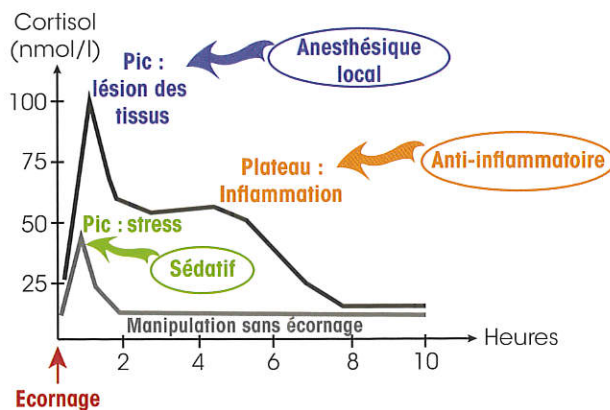 Cortisol
(nmol/l)
Pic :
lésion des
tissus
Anesthésique
local
100
75
Plateau :
Inflammation
Anti-inflammatoire
50
Pic : stress
Sédatif
25
Manipulation sans écornage
Heures
2
4
6
8
10
Ecornage